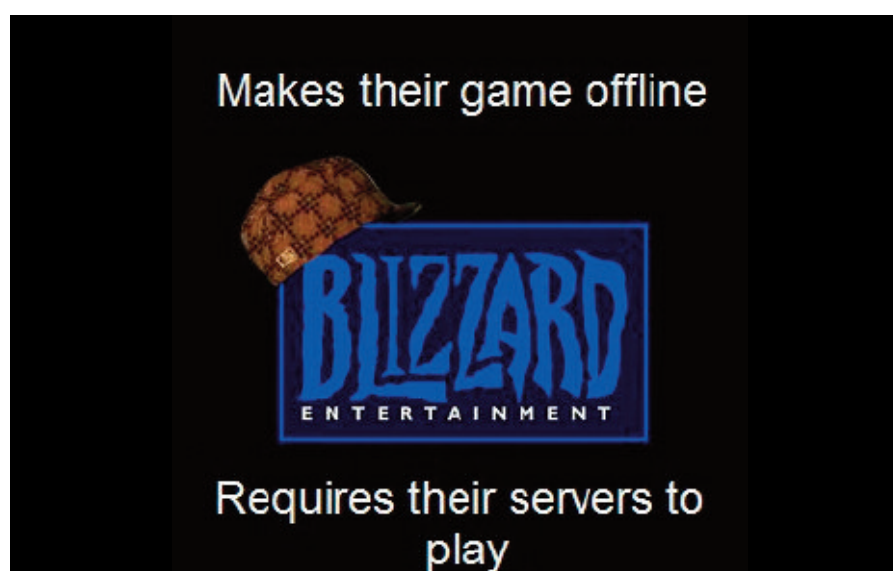 Makes their game offline
BLIZZARD
ENTERTAINMENT
Requires their servers to
play